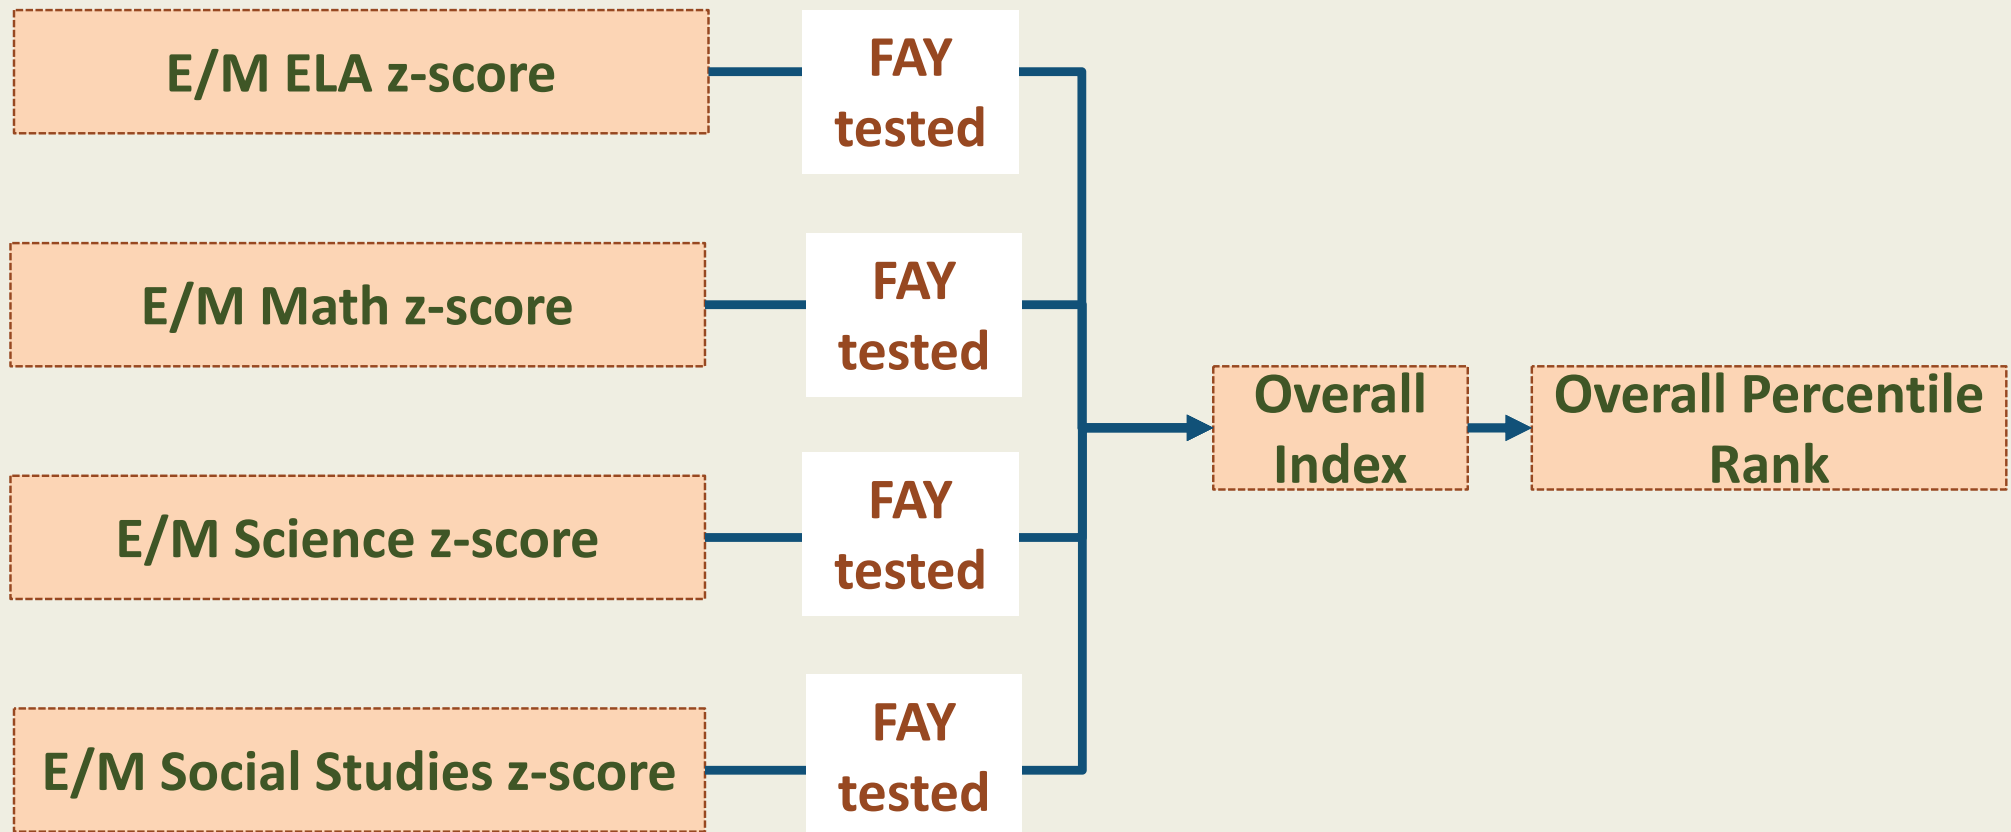 E/M ELA z-score
FAY
tested
E/M Math z-score
FAY
tested
E/M Science z-score
FAY
tested
E/M Social Studies z-score
FAY
tested
Overall
Index
Overall Percentile
Rank